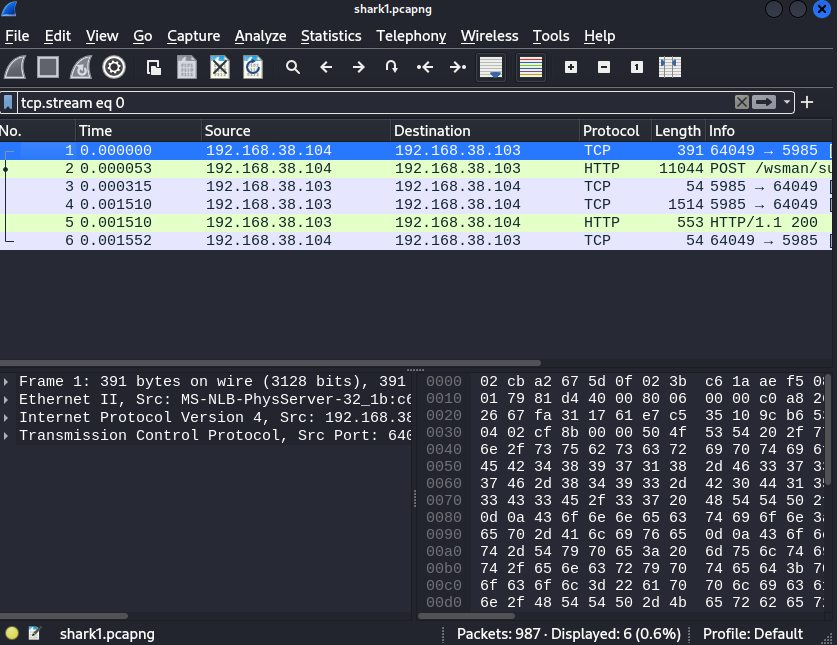 shark1.pcapng
File Edit View Go Capture Analyze Statistics Telephony Wireless Tools Help
tcp.stream eq 0
No. Time Source Destination Protocol Length Info
1 0.000000 192.168.38.104 192.168.38.103 TCP 391 64049 → 5985 [
2 0.000053 192.168.38.104 192.168.38.103 HTTP 11044 POST /wsman/su
3 0.000315 192.168.38.103 192.168.38.104 TCP 54 5985 → 64049 [
4 0.001510 192.168.38.103 192.168.38.104 TCP 1514 5985 → 64049 [
5 0.001510 192.168.38.103 192.168.38.104 HTTP 553 HTTP/1.1 200
6 0.001552 192.168.38.104 192.168.38.103 TCP 54 64049 → 5985 [
Frame 1: 391 bytes on wire (3128 bits), 391
Ethernet II, Src: MS-NLB-PhysServer-32_1b:c6
Internet Protocol Version 4, Src: 192.168.38
Transmission Control Protocol, Src Port: 640
0000 02 cb a2 67 5d 0f 02 3b c6 1a ae f5 08
0010 01 79 81 d4 40 00 80 06 00 00 c0 a8 26
0020 26 67 fa 31 17 61 e7 c5 35 10 9c b6 53
0030 04 02 cf 8b 00 00 50 4f 53 54 20 2f 77
0040 6e 2f 73 75 62 73 63 72 69 70 74 69 6f
0050 45 42 34 38 39 37 31 38 2d 46 33 37 33
0060 37 46 2d 38 34 39 33 2d 42 30 44 31 35
0070 33 43 33 45 2f 33 37 20 48 54 54 50 2f
0080 0d 0a 43 6f 6e 6e 65 63 74 69 6f 6e 3a
0090 65 70 2d 41 6c 69 76 65 0d 0a 43 6f 6e
00a0 74 2d 54 79 70 65 3a 20 6d 75 6c 74 69
00b0 74 2f 65 6e 63 72 79 70 74 65 64 3b 70
00c0 6f 63 6f 6c 3d 22 61 70 70 6c 69 63 61
00d0 6e 2f 48 54 54 50 2d 4b 65 72 62 65 72
shark1.pcapng Packets: 987 · Displayed: 6 (0.6%) Profile: Default